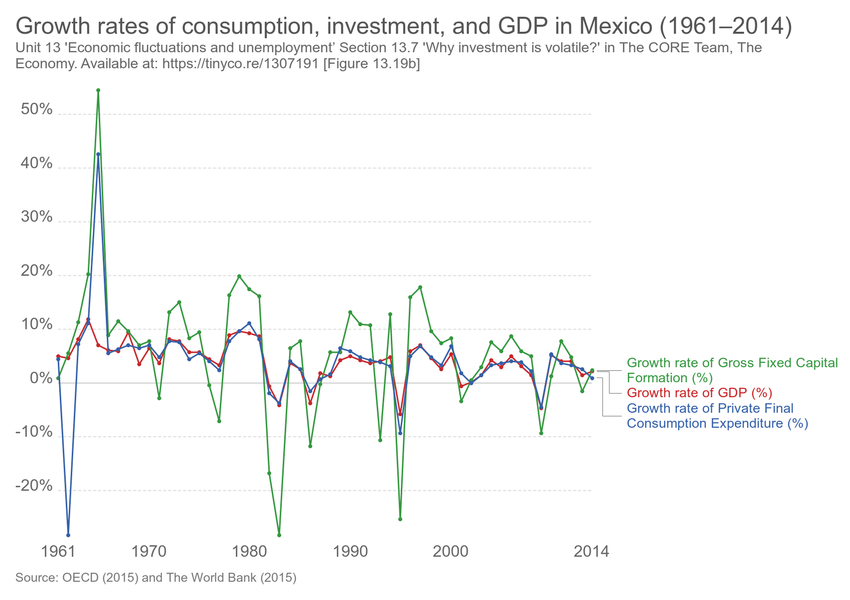 Growth rates of consumption, investment, and GDP in Mexico (1961–2014)
Unit 13 'Economic fluctuations and unemployment' Section 13.7 'Why investment is volatile?' in The CORE Team, The
Economy. Available at: https://tinyco.re/1307191 [Figure 13.19b]
50%
40%
30%
20%
10%
0%
-10%
-20%
Growth rate of Gross Fixed Capital
Formation (%)
Growth rate of GDP (%)
Growth rate of Private Final
Consumption Expenditure (%)
1961 1970 1980 1990 2000 2014
Source: OECD (2015) and The World Bank (2015)